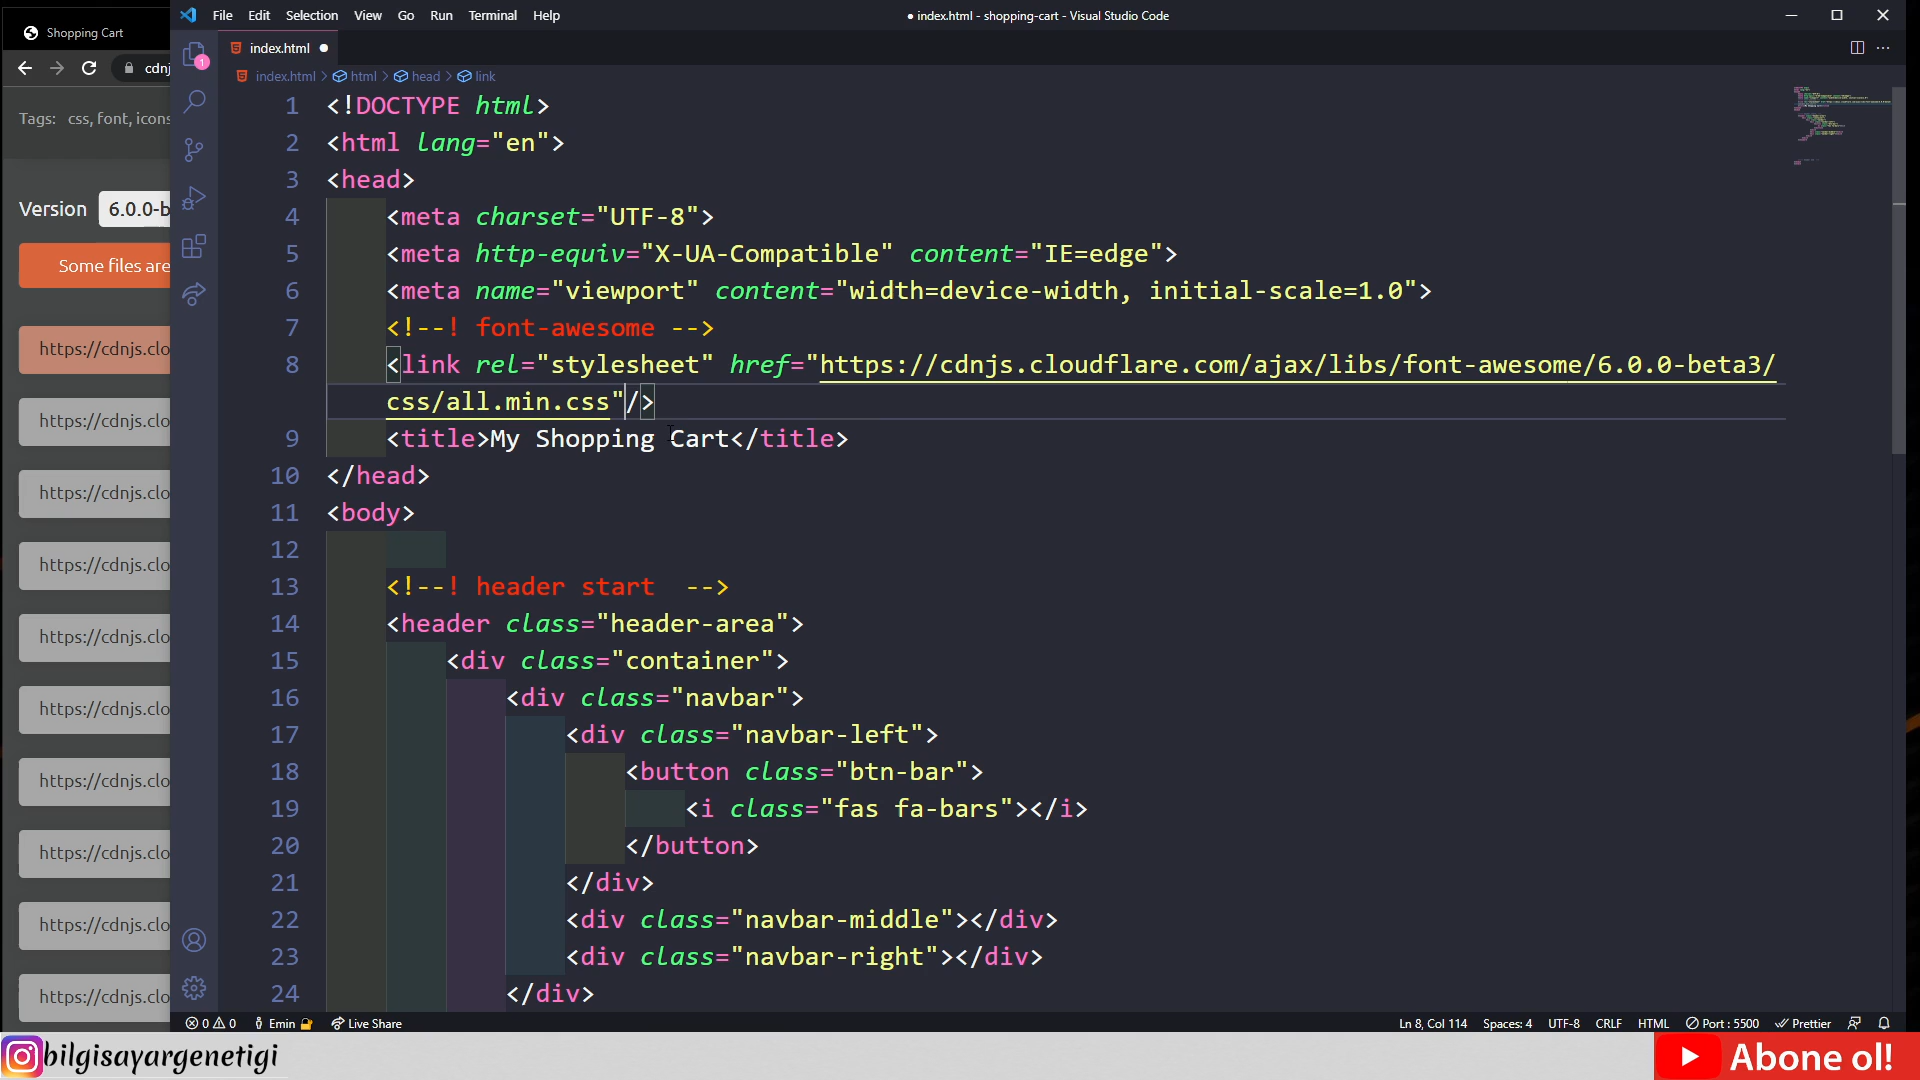 Shopping Cart
File Edit Selection View Go Run Terminal Help
● index.html - shopping-cart - Visual Studio Code
index.html ●
cdnj
1
index.html > html > head > link
Tags: css, font, icons
Version 6.0.0-b
Some files are
https://cdnjs.clo
https://cdnjs.clo
https://cdnjs.clo
https://cdnjs.clo
https://cdnjs.clo
https://cdnjs.clo
https://cdnjs.clo
https://cdnjs.clo
https://cdnjs.clo
https://cdnjs.clo
1 <!DOCTYPE html>
2 <html lang="en">
3 <head>
4 <meta charset="UTF-8">
5 <meta http-equiv="X-UA-Compatible" content="IE=edge">
6 <meta name="viewport" content="width=device-width, initial-scale=1.0">
7 <!--! font-awesome -->
8 <link rel="stylesheet" href="https://cdnjs.cloudflare.com/ajax/libs/font-awesome/6.0.0-beta3/
css/all.min.css"/>
9 <title>My Shopping Cart</title>
10 </head>
11 <body>
12
13 <!--! header start  -->
14 <header class="header-area">
15 <div class="container">
16 <div class="navbar">
17 <div class="navbar-left">
18 <button class="btn-bar">
19 <i class="fas fa-bars"></i>
20 </button>
21 </div>
22 <div class="navbar-middle"></div>
23 <div class="navbar-right"></div>
24 </div>
0 0 Emin Live Share Ln 8, Col 114 Spaces: 4 UTF-8 CRLF HTML Port : 5500 Prettier
bilgisayargenetigi
Abone ol!